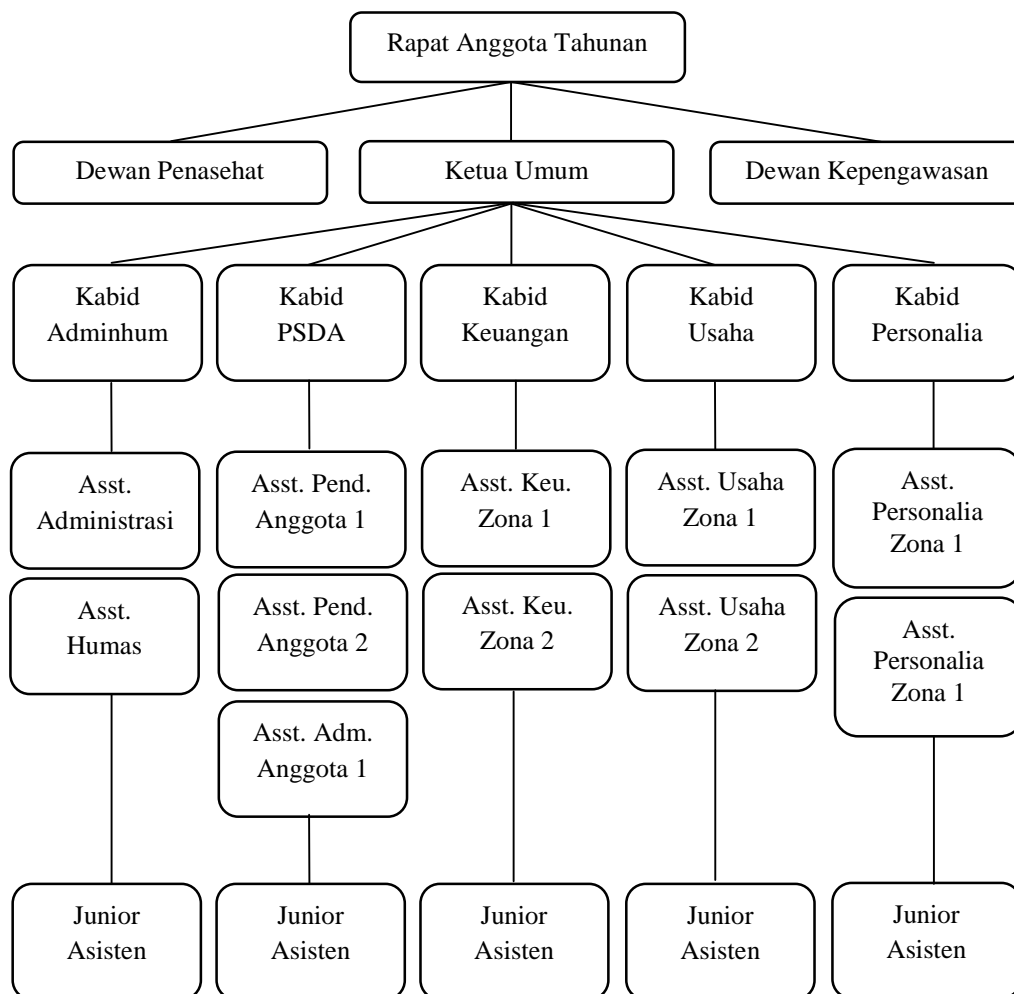 Rapat Anggota Tahunan
Dewan Penasehat
Ketua Umum
Dewan Kepengawasan
Kabid
Adminhum
Kabid
PSDA
Kabid
Keuangan
Kabid
Usaha
Kabid
Personalia
Asst.
Administrasi
Asst. Pend.
Anggota 1
Asst. Keu.
Zona 1
Asst. Usaha
Zona 1
Asst.
Personalia
Zona 1
Asst.
Humas
Asst. Pend.
Anggota 2
Asst. Keu.
Zona 2
Asst. Usaha
Zona 2
Asst.
Personalia
Zona 1
Asst. Adm.
Anggota 1
Junior
Asisten
Junior
Asisten
Junior
Asisten
Junior
Asisten
Junior
Asisten